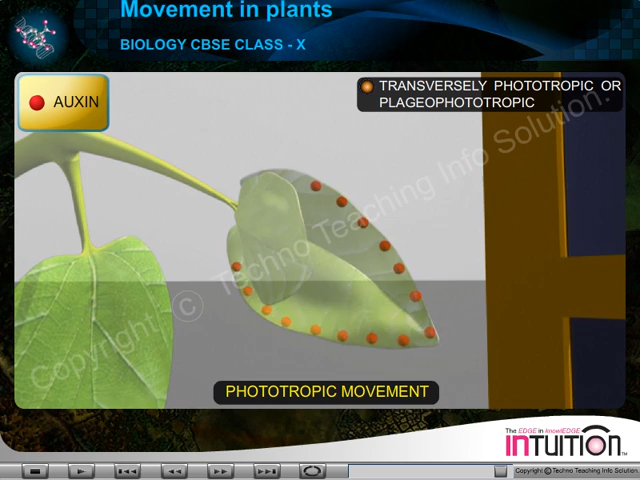 Movement in plants
BIOLOGY CBSE CLASS - X
AUXIN
TRANSVERSELY PHOTOTROPIC OR
PLAGEOPHOTOTROPIC
Copyright © Techno Teaching Info Solution.
PHOTOTROPIC MOVEMENT
The EDGE in knowlEDGE
INTUITION TM
Copyright © Techno Teaching Info Solution.